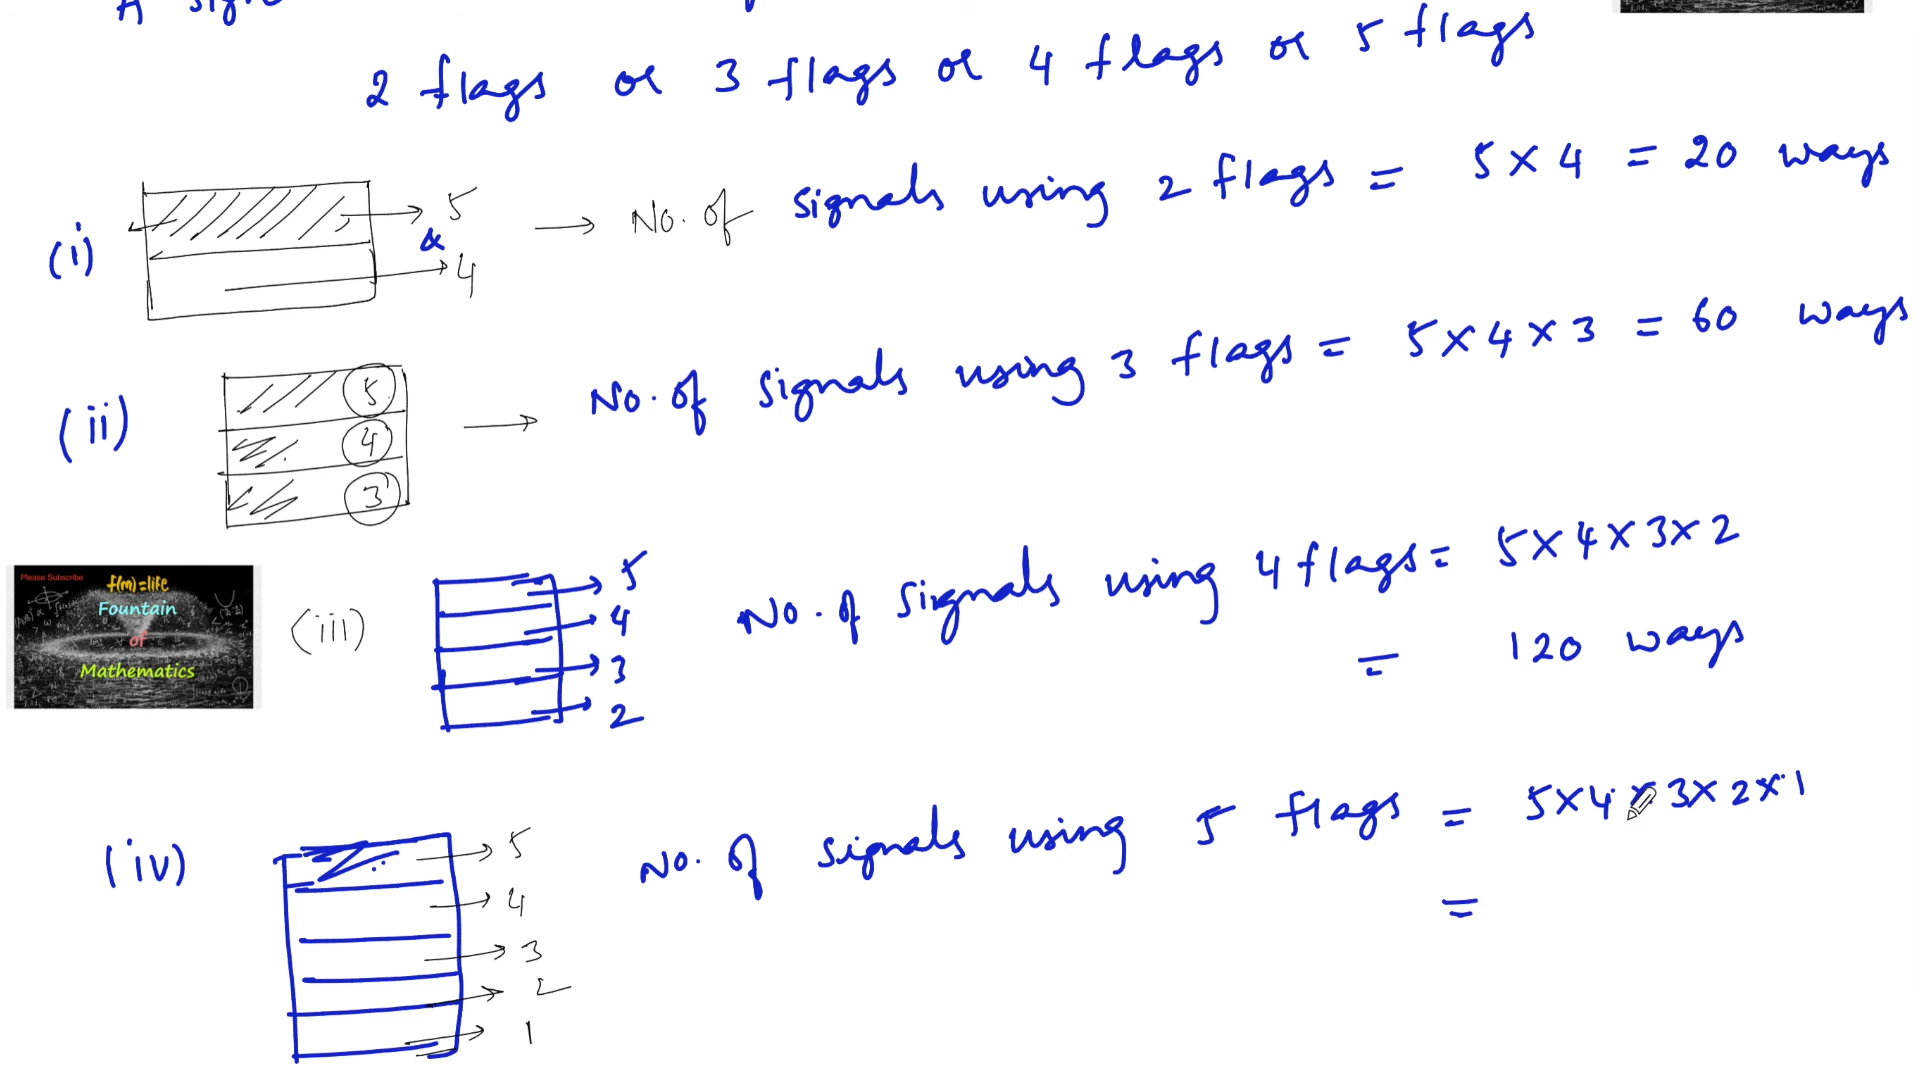 A
2 flags or 3 flags or 4 flags or 5 flags
(i) 5 & 4 → No. of signals using 2 flags = 5 × 4 = 20 ways
(ii) 5 4 3 → No. of signals using 3 flags = 5 × 4 × 3 = 60 ways
Please Subscribe
f(m)=life
Fountain
of
Mathematics
(iii) 5 4 3 2 No. of signals using 4 flags = 5 × 4 × 3 × 2
= 120 ways
(iv) 5 4 3 2 1 No. of signals using 5 flags = 5 × 4 × 3 × 2 × 1
=